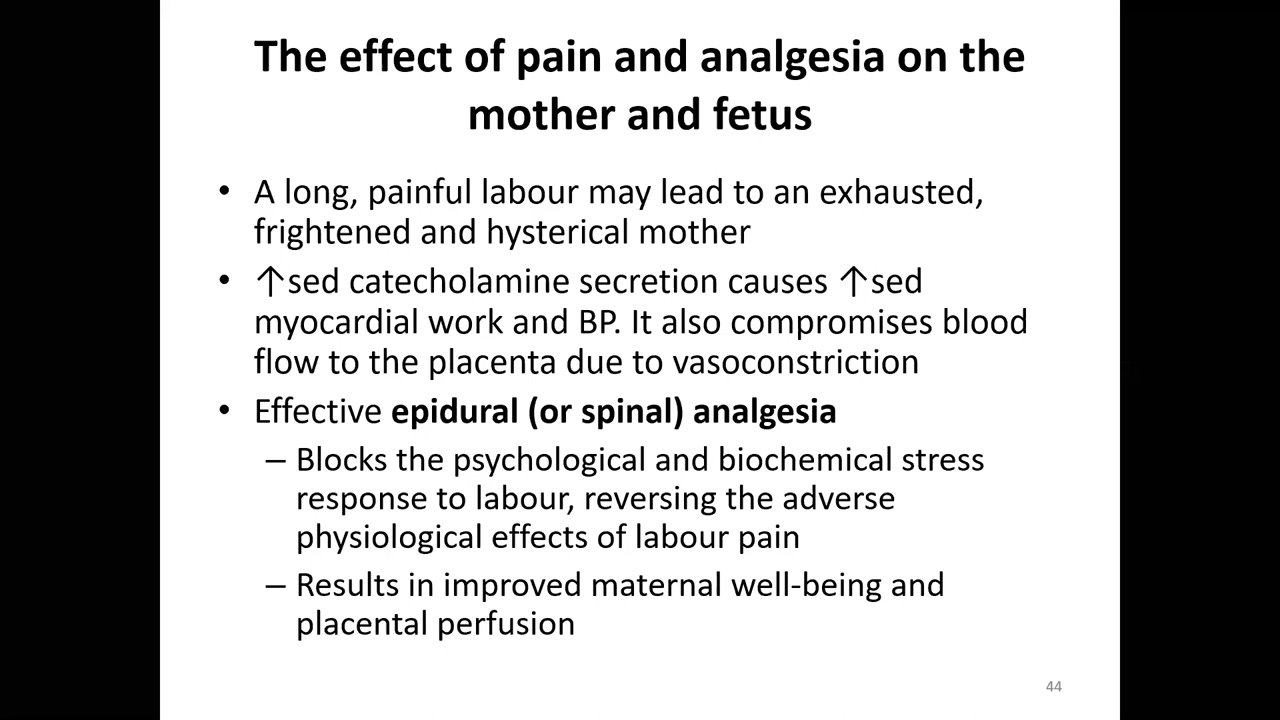 The effect of pain and analgesia on the
mother and fetus
• A long, painful labour may lead to an exhausted,
frightened and hysterical mother
• ↑sed catecholamine secretion causes ↑sed
myocardial work and BP. It also compromises blood
flow to the placenta due to vasoconstriction
• Effective epidural (or spinal) analgesia
– Blocks the psychological and biochemical stress
response to labour, reversing the adverse
physiological effects of labour pain
– Results in improved maternal well-being and
placental perfusion
44